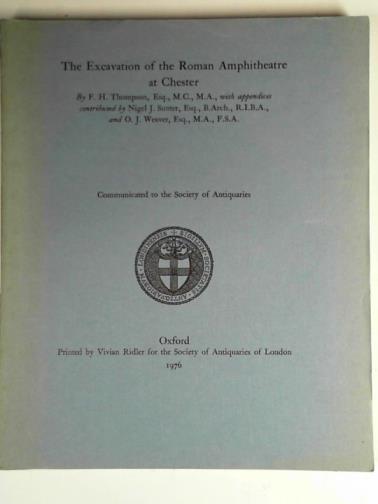 The Excavation of the Roman Amphitheatre
at Chester
By F. H. Thompson, Esq., M.C., M.A., with appendices
contributed by Nigel J. Sunter, Esq., B.Arch., R.I.B.A.,
and O. J. Weaver, Esq., M.A., F.S.A.
Communicated to the Society of Antiquaries
Oxford
Printed by Vivian Ridler for the Society of Antiquaries of London
1976